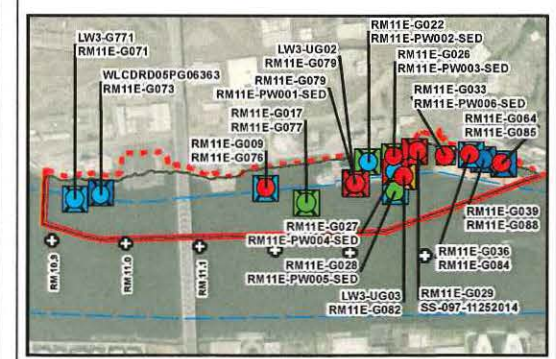 LW3-G771
RM11E-G071
WLCDRD05PG06363
RM11E-G073
RM11E-G017
RM11E-G077
RM11E-G009
RM11E-G076
LW3-UG02
RM11E-G079
RM11E-G079
RM11E-PW001-SED
RM11E-G022
RM11E-PW002-SED
RM11E-G026
RM11E-PW003-SED
RM11E-G033
RM11E-PW006-SED
RM11E-G064
RM11E-G085
RM11E-G027
RM11E-PW004-SED
RM11E-G028
RM11E-PW005-SED
LW3-UG03
RM11E-G082
RM11E-G039
RM11E-G088
RM11E-G036
RM11E-G084
RM11E-G029
SS-097-11252014
RM 10.9
RM 11.0
RM 11.1